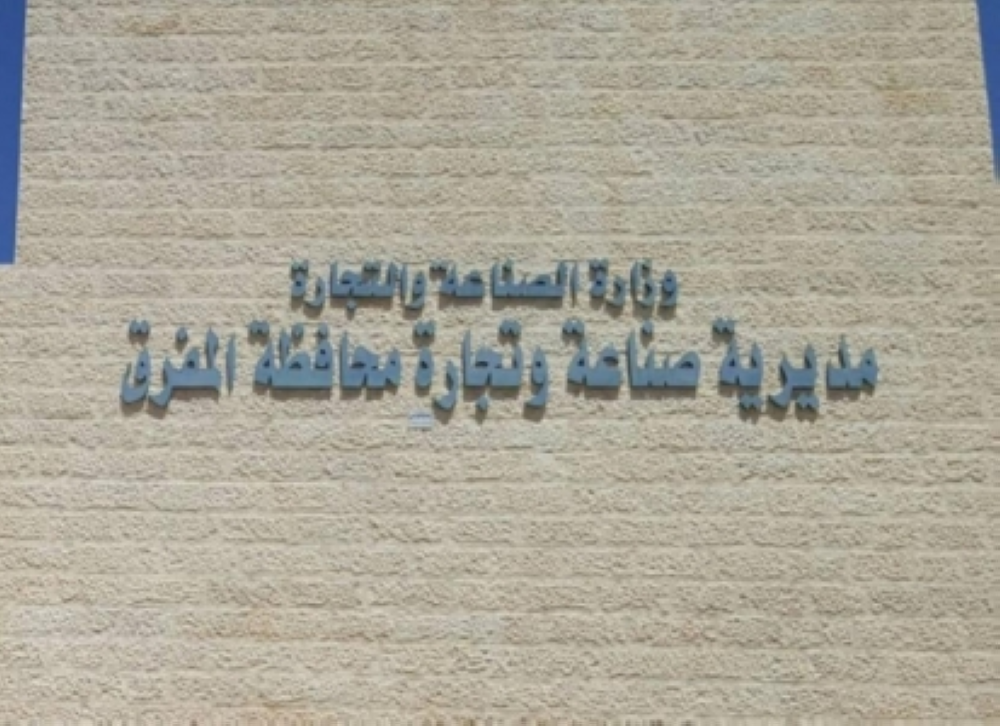 وزارة الصناعة والتجارة
مديرية صناعة وتجارة محافظة المفرق